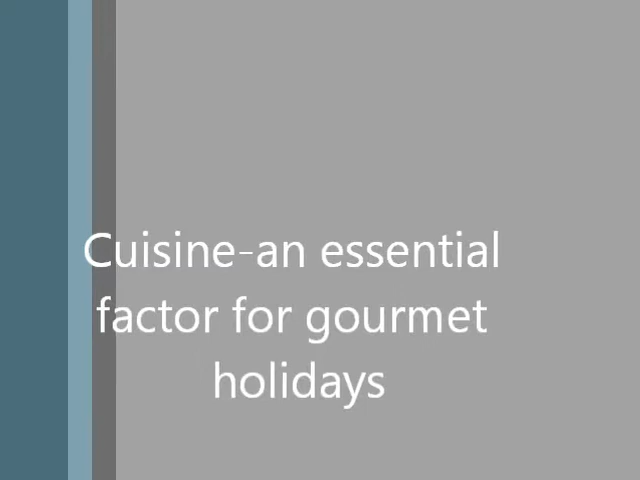 Cuisine-an essential
factor for gourmet
holidays